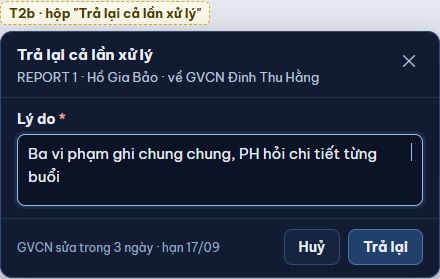 T2b · hộp "Trả lại cả lần xử lý"
Trả lại cả lần xử lý
REPORT 1 · Hồ Gia Bảo · về GVCN Đinh Thu Hằng
Lý do *
Ba vi phạm ghi chung chung, PH hỏi chi tiết từng
buổi
GVCN sửa trong 3 ngày · hạn 17/09
Huỷ
Trả lại